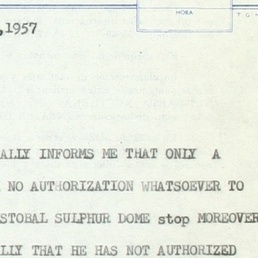 HORA
,1957
ALLY INFORMS ME THAT ONLY A
NO AUTHORIZATION WHATSOEVER TO
STOBAL SULPHUR DOME stop MOREOVER
LLY THAT HE HAS NOT AUTHORIZED